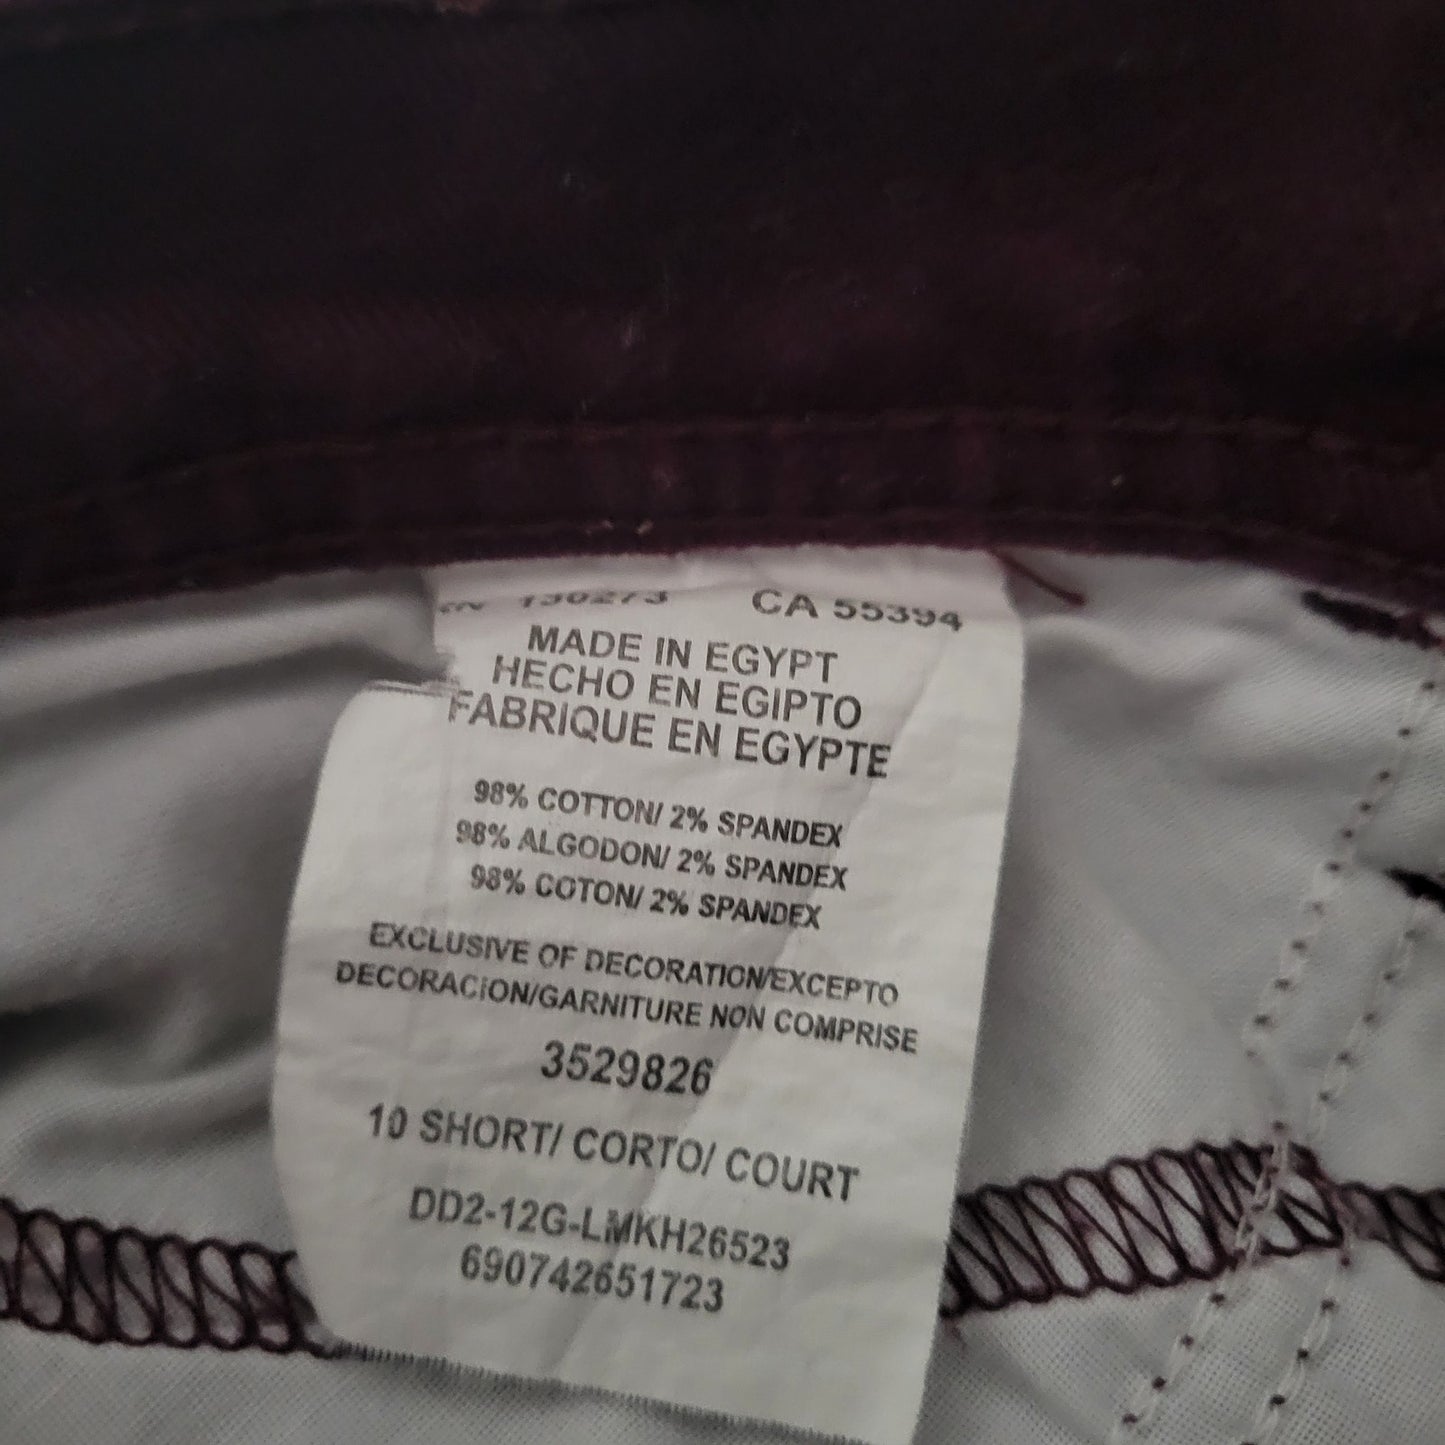 RN 130273 CA 55394
MADE IN EGYPT
HECHO EN EGIPTO
FABRIQUE EN EGYPTE
98% COTTON/ 2% SPANDEX
98% ALGODON/ 2% SPANDEX
98% COTON/ 2% SPANDEX
EXCLUSIVE OF DECORATION/EXCEPTO
DECORACION/GARNITURE NON COMPRISE
3529826
10 SHORT/ CORTO/ COURT
DD2-12G-LMKH26523
690742651723